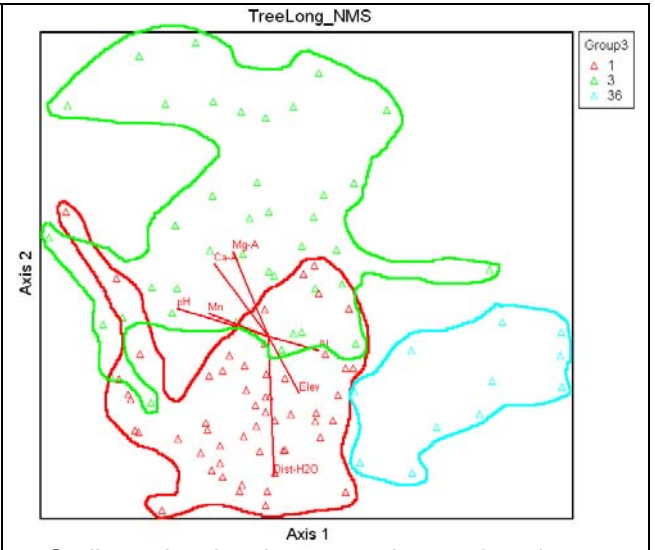 TreeLong_NMS
Group3
1
3
36
Axis 2
Mg-A
Ca-A
pH
Mn
Al
Elev
Dist-H2O
Axis 1